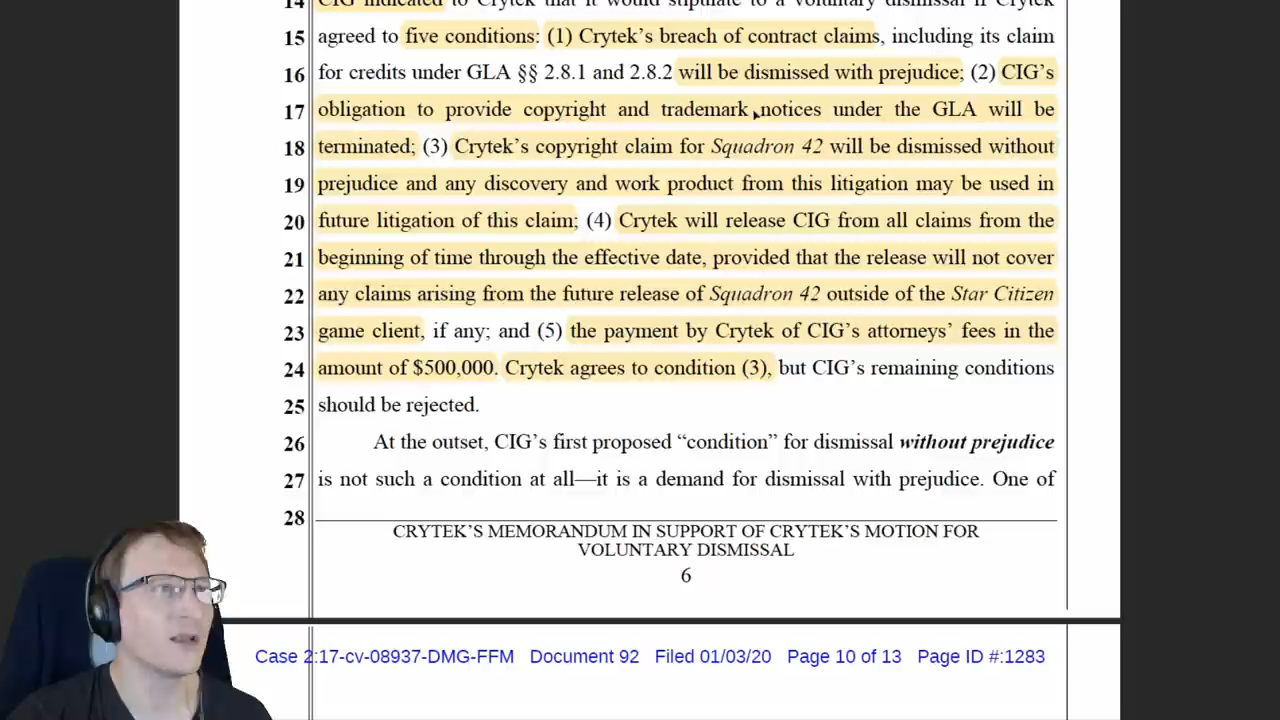 14 CIG indicated to Crytek that it would stipulate to a voluntary dismissal if Crytek
15 agreed to five conditions: (1) Crytek’s breach of contract claims, including its claim
16 for credits under GLA §§ 2.8.1 and 2.8.2 will be dismissed with prejudice; (2) CIG’s
17 obligation to provide copyright and trademark notices under the GLA will be
18 terminated; (3) Crytek’s copyright claim for Squadron 42 will be dismissed without
19 prejudice and any discovery and work product from this litigation may be used in
20 future litigation of this claim; (4) Crytek will release CIG from all claims from the
21 beginning of time through the effective date, provided that the release will not cover
22 any claims arising from the future release of Squadron 42 outside of the Star Citizen
23 game client, if any; and (5) the payment by Crytek of CIG’s attorneys’ fees in the
24 amount of $500,000. Crytek agrees to condition (3), but CIG’s remaining conditions
25 should be rejected.
26 At the outset, CIG’s first proposed “condition” for dismissal without prejudice
27 is not such a condition at all—it is a demand for dismissal with prejudice. One of
28
CRYTEK’S MEMORANDUM IN SUPPORT OF CRYTEK’S MOTION FOR
VOLUNTARY DISMISSAL
6
Case 2:17-cv-08937-DMG-FFM Document 92 Filed 01/03/20 Page 10 of 13 Page ID #:1283